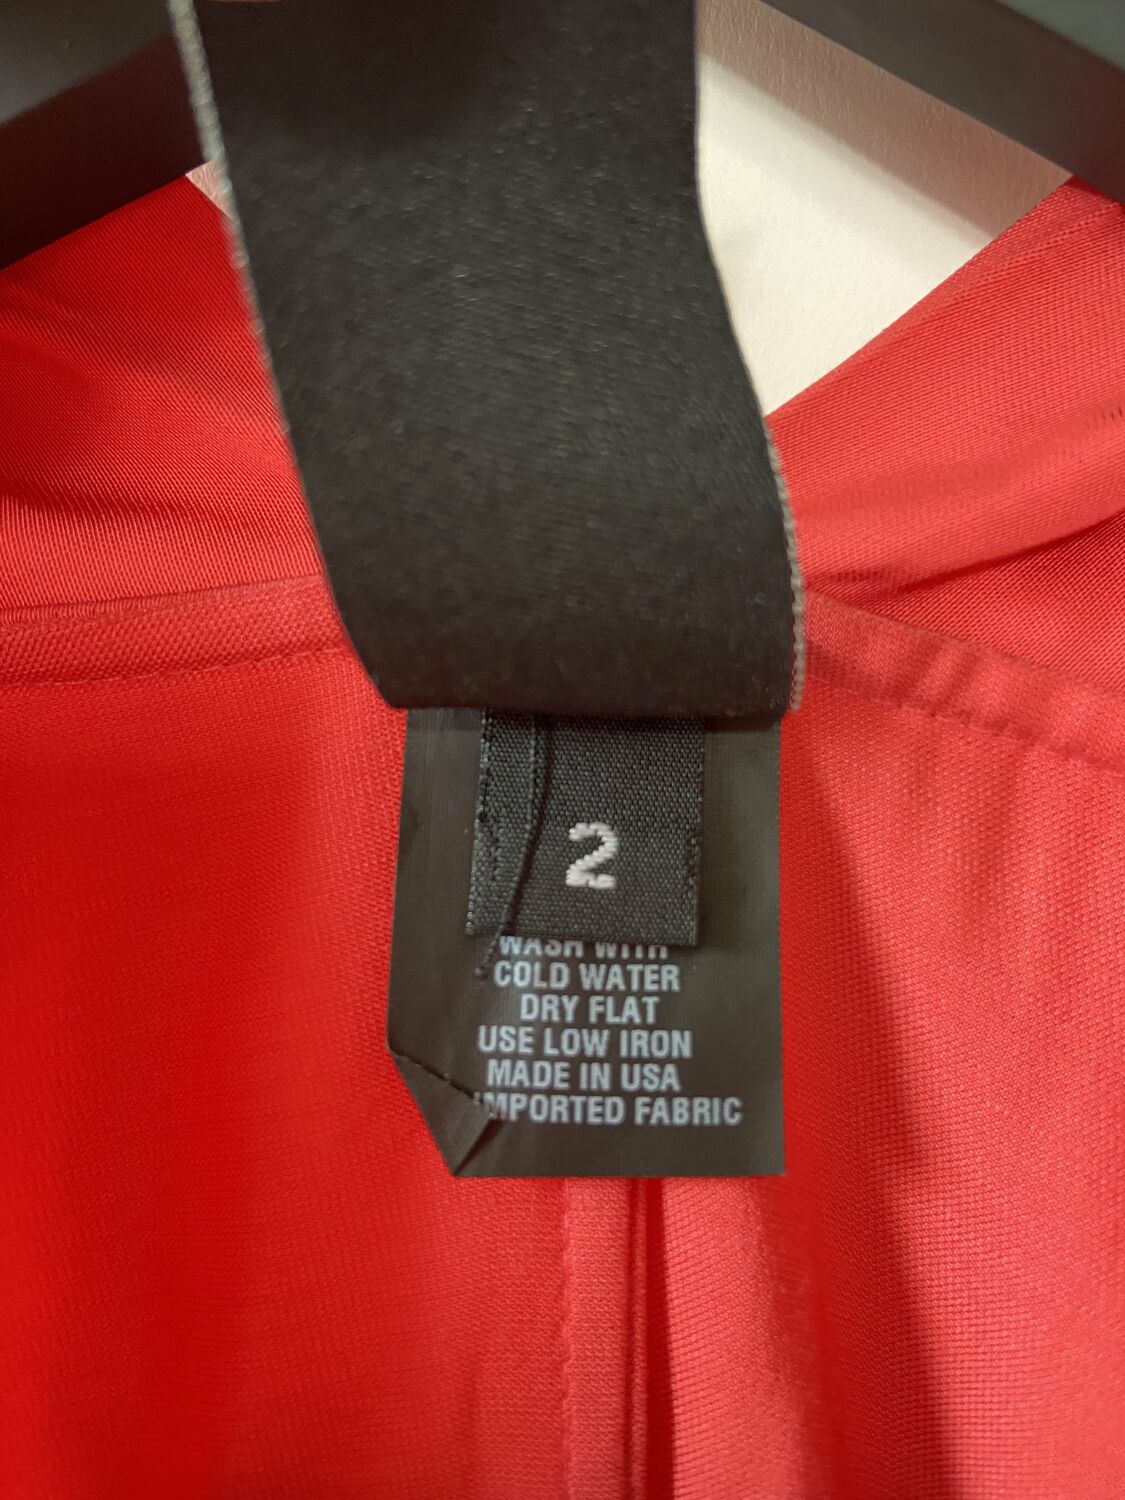 2
WASH WITH
COLD WATER
DRY FLAT
USE LOW IRON
MADE IN USA
IMPORTED FABRIC